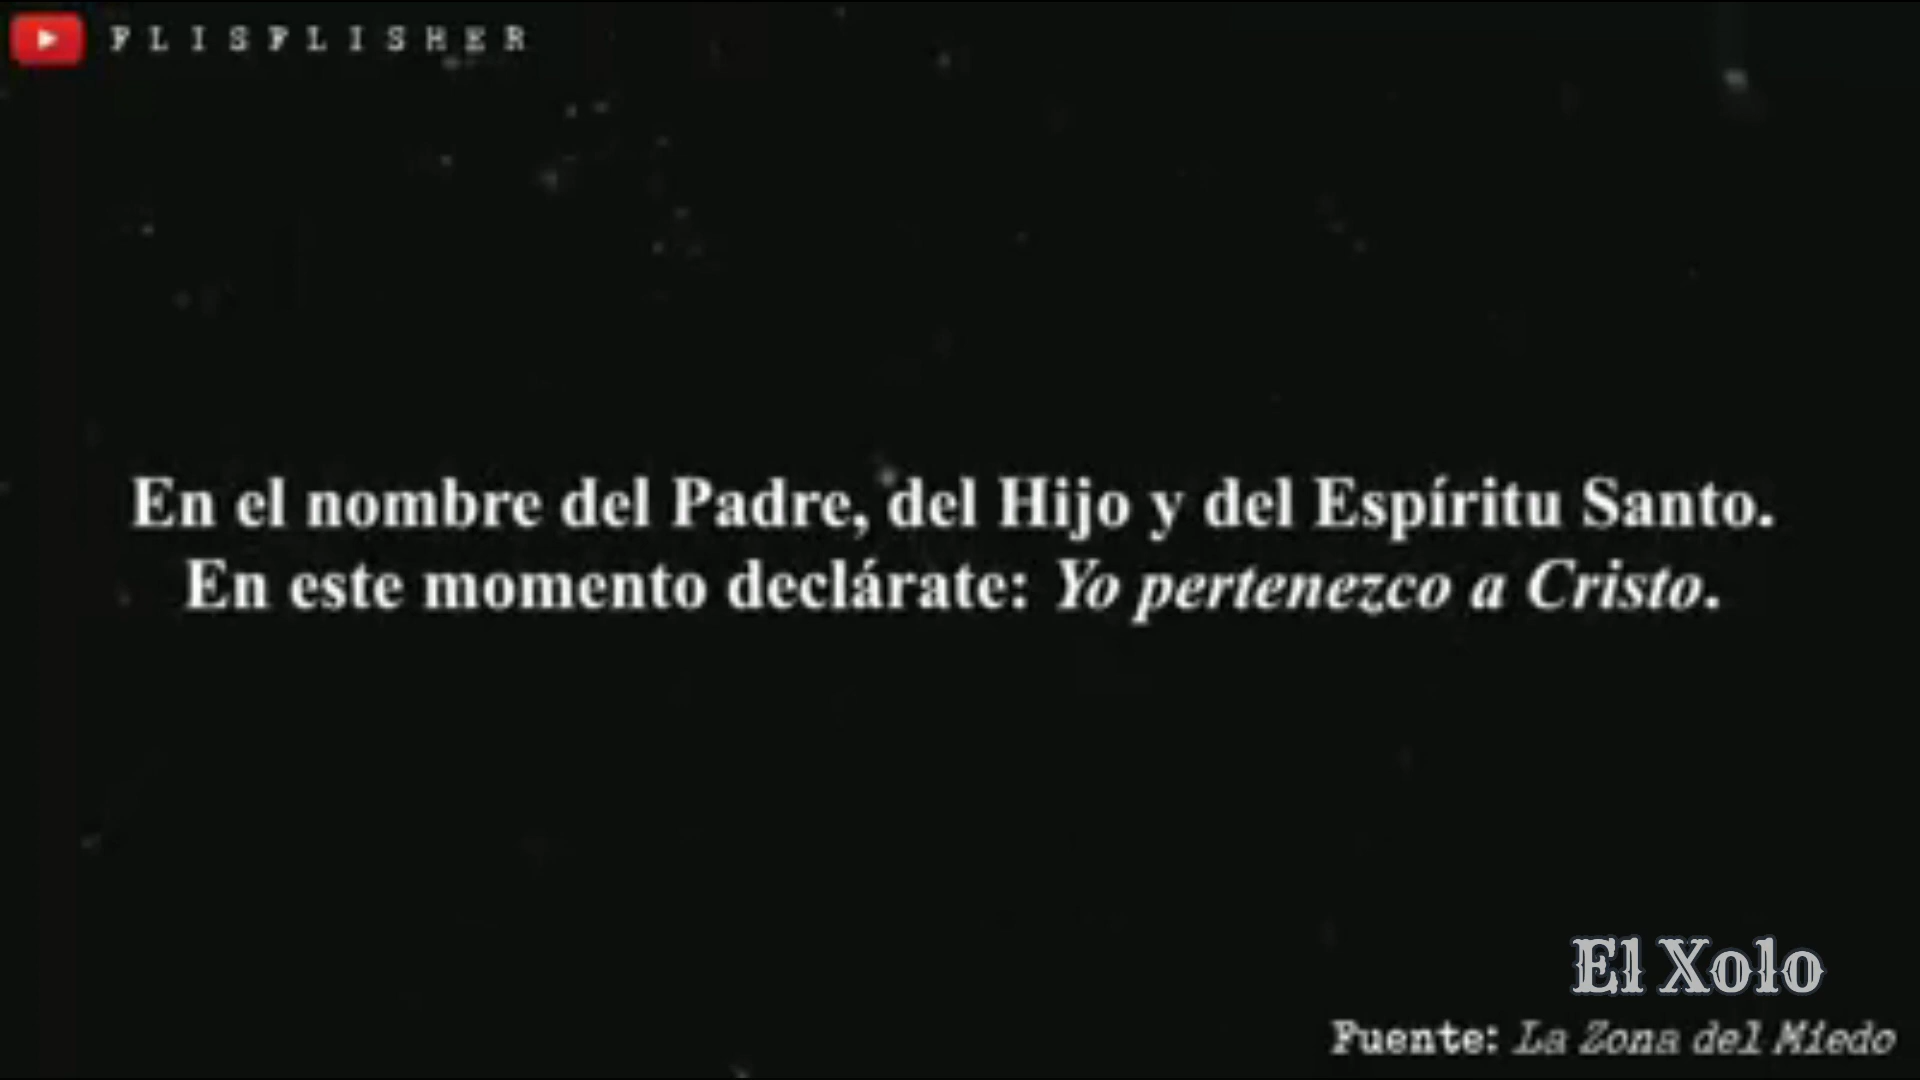 FLISFLISHER
En el nombre del Padre, del Hijo y del Espíritu Santo.
En este momento declárate: Yo pertenezco a Cristo.
El Xolo
Fuente: La Zona del Miedo